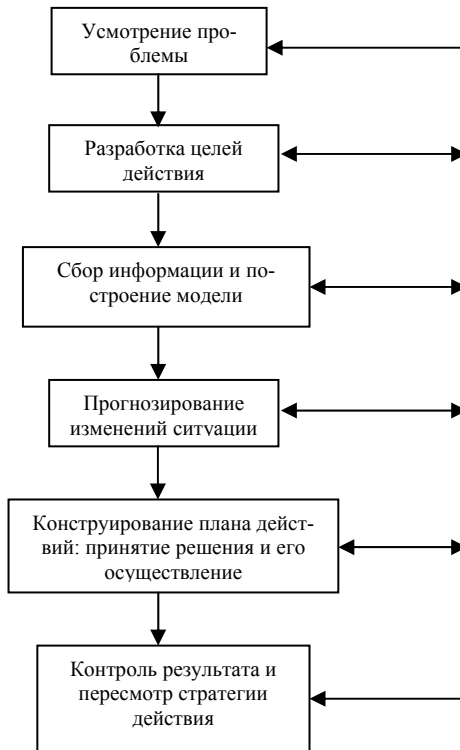 Усмотрение про-
блемы
Разработка целей
действия
Сбор информации и по-
строение модели
Прогнозирование
изменений ситуации
Конструирование плана дейст-
вий: принятие решения и его
осуществление
Контроль результата и
пересмотр стратегии
действия